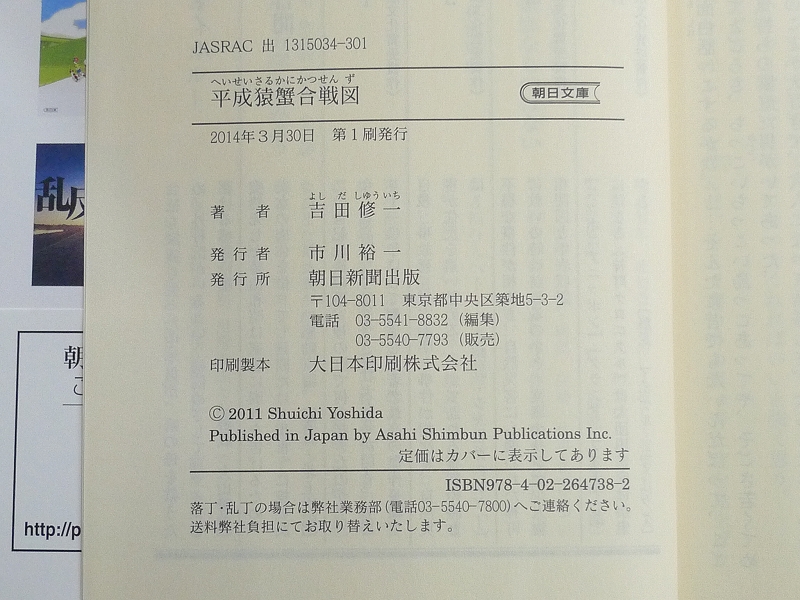 JASRAC 出 1315034-301
へいせいさるかにかつせん ず
平成猿蟹合戦図
朝日文庫
2014年3月30日 第1刷発行
よし だ しゅういち
著者 吉田修一
発行者 市川裕一
発行所 朝日新聞出版
〒104-8011 東京都中央区築地5-3-2
電話 03-5541-8832（編集）
03-5540-7793（販売）
印刷製本 大日本印刷株式会社
Ⓒ 2011 Shuichi Yoshida
Published in Japan by Asahi Shimbun Publications Inc.
定価はカバーに表示してあります
ISBN978-4-02-264738-2
落丁・乱丁の場合は弊社業務部（電話03-5540-7800）へご連絡ください。
送料弊社負担にてお取り替えいたします。
乱反
朝
http://p